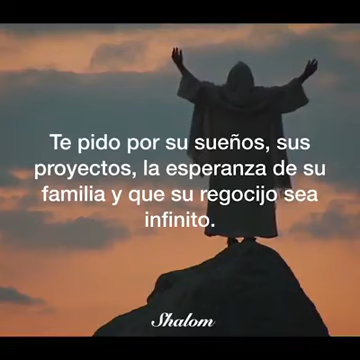 Te pido por su sueños, sus
proyectos, la esperanza de su
familia y que su regocijo sea
infinito.
Shalom